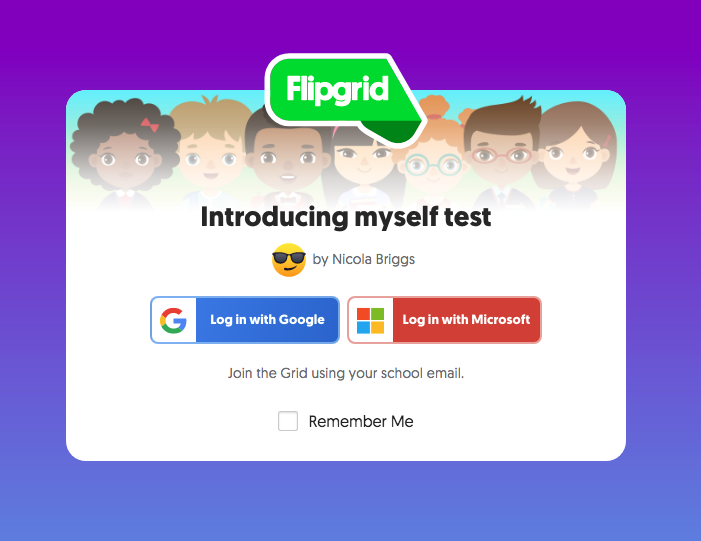 Flipgrid
Introducing myself test
by Nicola Briggs
Log in with Google
Log in with Microsoft
Join the Grid using your school email.
Remember Me